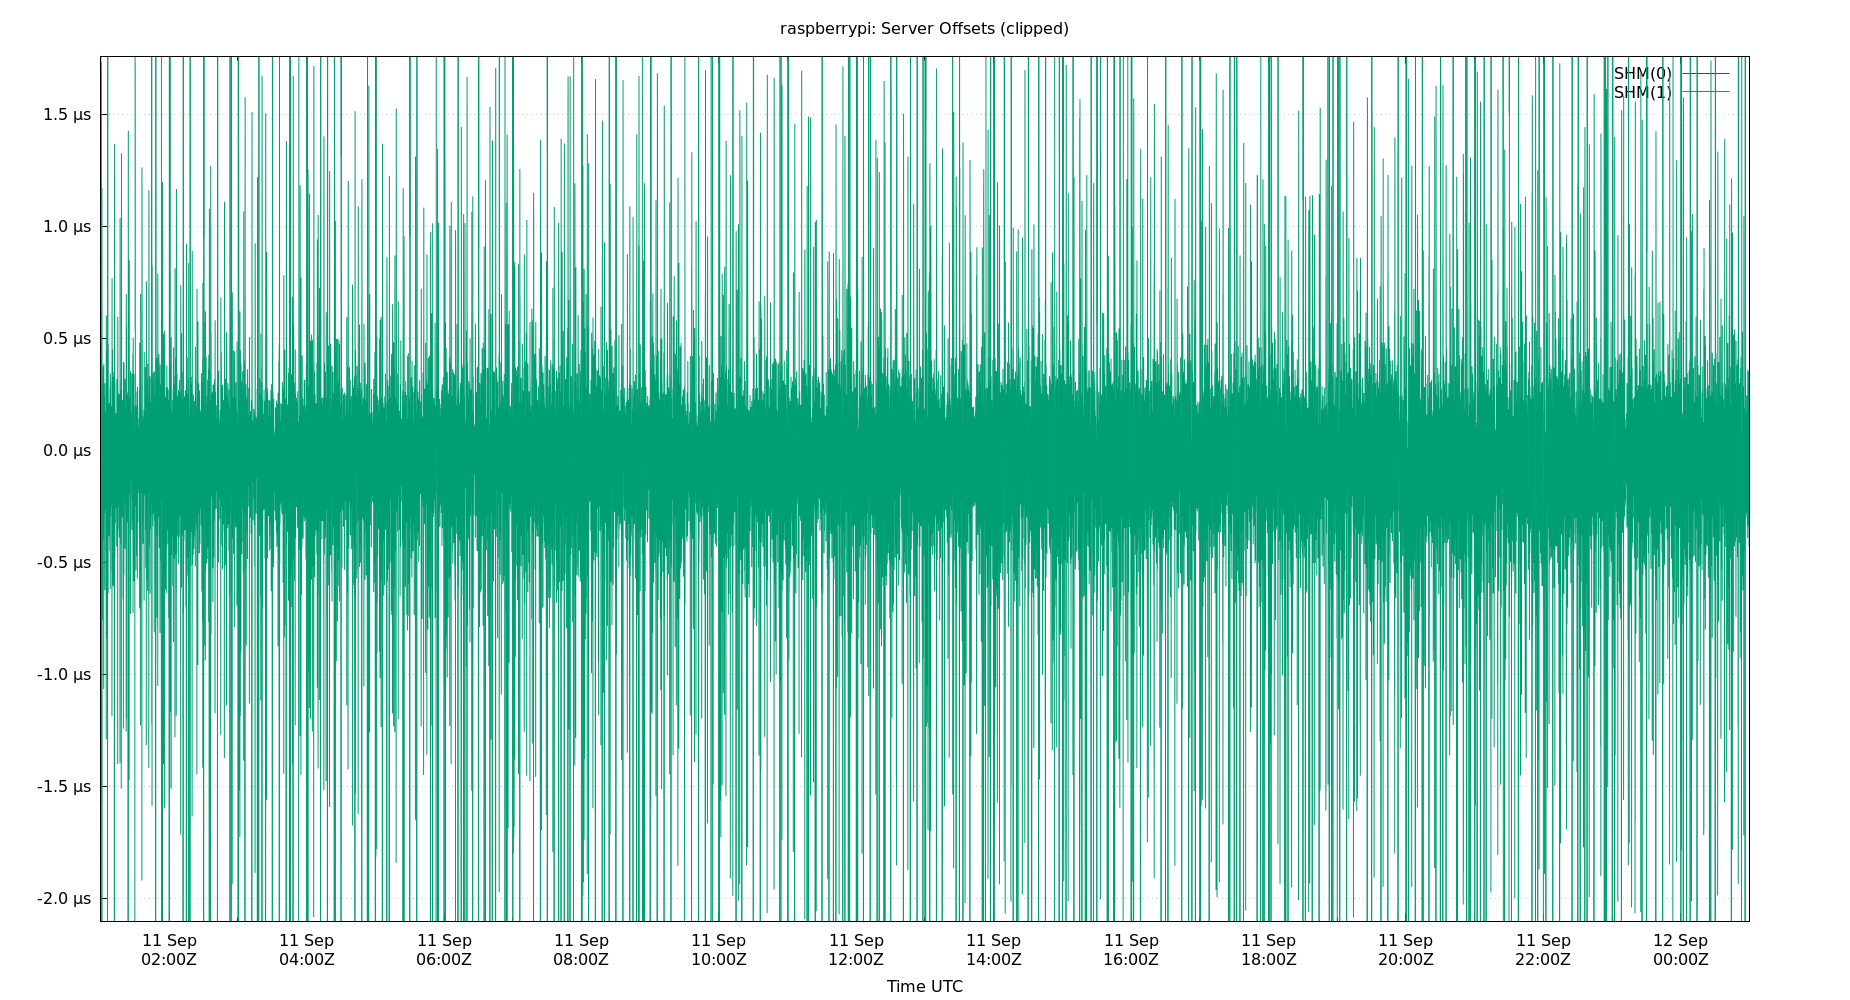 raspberrypi: Server Offsets (clipped)
SHM(0)
SHM(1)
1.5 µs
1.0 µs
0.5 µs
0.0 µs
-0.5 µs
-1.0 µs
-1.5 µs
-2.0 µs
11 Sep 11 Sep 11 Sep 11 Sep 11 Sep 11 Sep 11 Sep 11 Sep 11 Sep 11 Sep 11 Sep 12 Sep
02:00Z 04:00Z 06:00Z 08:00Z 10:00Z 12:00Z 14:00Z 16:00Z 18:00Z 20:00Z 22:00Z 00:00Z
Time UTC